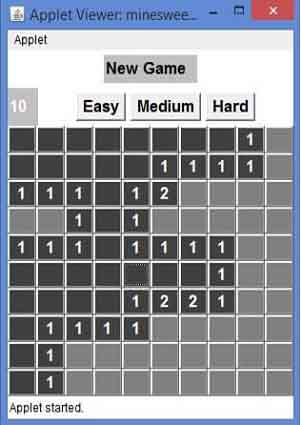 Applet Viewer: mineswee...
Applet
New Game
10 Easy Medium Hard
1
1 1 1 1
1 1 1 1 2
1 1
1 1 1 1 1 1 1
1
1 2 2 1
1 1 1 1
1
1
Applet started.